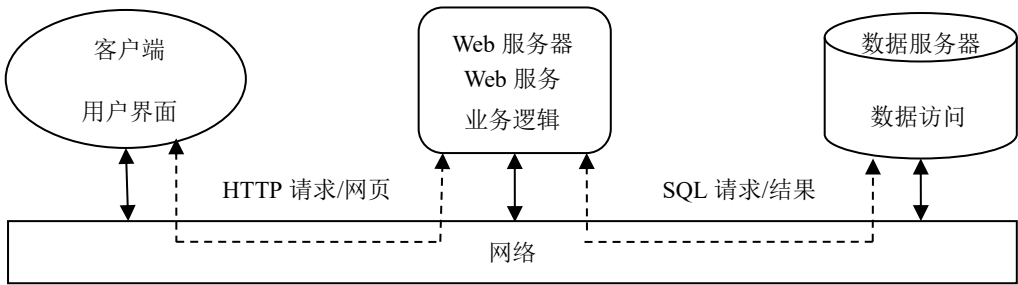 客户端
用户界面
Web 服务器
Web 服务
业务逻辑
数据服务器
数据访问
HTTP 请求/网页
SQL 请求/结果
网络